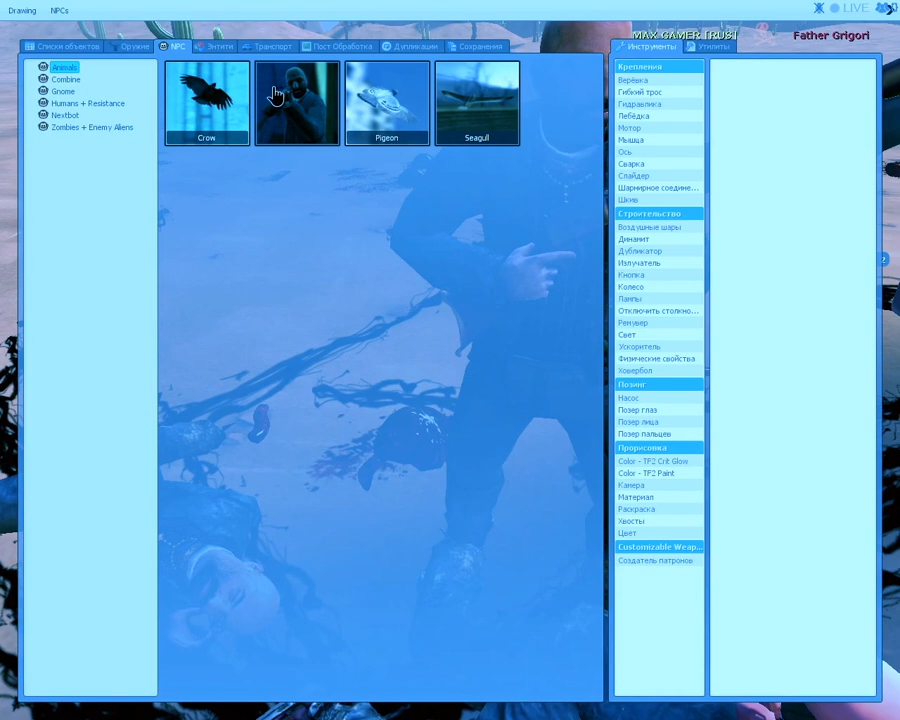 Drawing NPCs
LIVE
MAX GAMER [RUS] Father Grigori
Списки объектов Оружие NPC Энтити Транспорт Пост Обработка Дупликации Сохранения
Инструменты Утилиты
Animals
Combine
Gnome
Humans + Resistance
Nextbot
Zombies + Enemy Aliens
Crow
Pigeon
Seagull
Крепления
Верёвка
Гибкий трос
Гидравлика
Лебёдка
Мотор
Мышца
Ось
Сварка
Слайдер
Шарнирное соедине...
Шкив
Строительство
Воздушные шары
Динамит
Дубликатор
Излучатель
Кнопка
Колесо
Лампы
Отключить столкно...
Ремувер
Свет
Ускоритель
Физические свойства
Ховербол
Позинг
Насос
Позер глаз
Позер лица
Позер пальцев
Прорисовка
Color - TF2 Crit Glow
Color - TF2 Paint
Камера
Материал
Раскраска
Хвосты
Цвет
Customizable Weap...
Создатель патронов